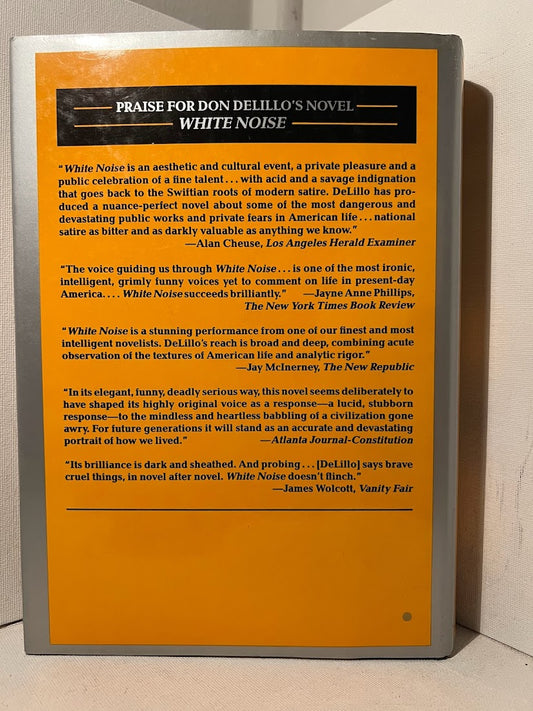 PRAISE FOR DON DELILLO'S NOVEL
WHITE NOISE
"White Noise is an aesthetic and cultural event, a private pleasure and a
public celebration of a fine talent . . . with acid and a savage indignation
that goes back to the Swiftian roots of modern satire. DeLillo has pro-
duced a nuance-perfect novel about some of the most dangerous and
devastating public works and private fears in American life . . . national
satire as bitter and as darkly valuable as anything we know."
—Alan Cheuse, Los Angeles Herald Examiner
"The voice guiding us through White Noise . . . is one of the most ironic,
intelligent, grimly funny voices yet to comment on life in present-day
America. . . . White Noise succeeds brilliantly." —Jayne Anne Phillips,
The New York Times Book Review
"White Noise is a stunning performance from one of our finest and most
intelligent novelists. DeLillo's reach is broad and deep, combining acute
observation of the textures of American life and analytic rigor."
—Jay McInerney, The New Republic
"In its elegant, funny, deadly serious way, this novel seems deliberately to
have shaped its highly original voice as a response—a lucid, stubborn
response—to the mindless and heartless babbling of a civilization gone
awry. For future generations it will stand as an accurate and devastating
portrait of how we lived." —Atlanta Journal-Constitution
"Its brilliance is dark and sheathed. And probing . . . [DeLillo] says brave
cruel things, in novel after novel. White Noise doesn't flinch."
—James Wolcott, Vanity Fair